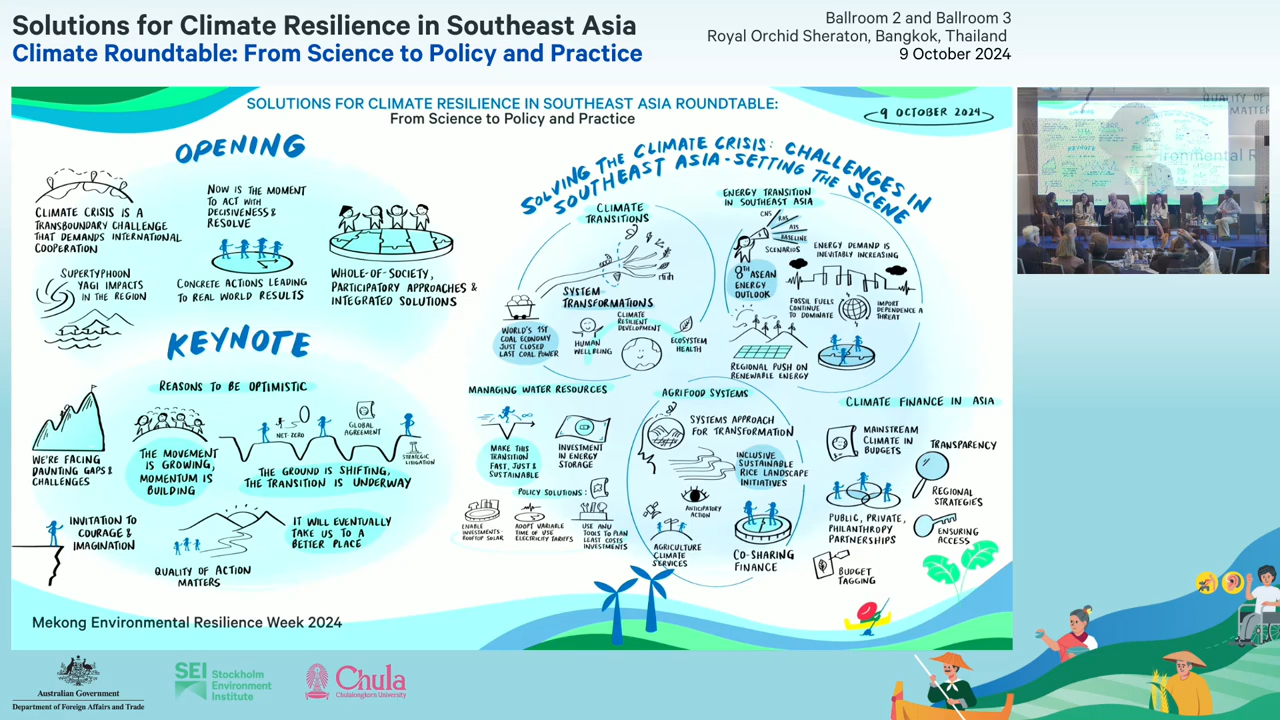 Solutions for Climate Resilience in Southeast Asia
Climate Roundtable: From Science to Policy and Practice
Ballroom 2 and Ballroom 3
Royal Orchid Sheraton, Bangkok, Thailand
9 October 2024
SOLUTIONS FOR CLIMATE RESILIENCE IN SOUTHEAST ASIA ROUNDTABLE:
From Science to Policy and Practice
9 OCTOBER 2024
OPENING
CLIMATE CRISIS IS A
TRANSBOUNDARY CHALLENGE
THAT DEMANDS INTERNATIONAL
COOPERATION
NOW IS THE MOMENT
TO ACT WITH
DECISIVENESS &
RESOLVE
SUPERTYPHOON
YAGI IMPACTS
IN THE REGION
CONCRETE ACTIONS LEADING
TO REAL WORLD RESULTS
WHOLE-OF-SOCIETY,
PARTICIPATORY APPROACHES &
INTEGRATED SOLUTIONS
KEYNOTE
REASONS TO BE OPTIMISTIC
WE'RE FACING
DAUNTING GAPS &
CHALLENGES
THE MOVEMENT
IS GROWING,
MOMENTUM IS
BUILDING
NET-ZERO
GLOBAL
AGREEMENT
STRATEGIC
LITIGATION
THE GROUND IS SHIFTING,
THE TRANSITION IS UNDERWAY
INVITATION TO
COURAGE &
IMAGINATION
IT WILL EVENTUALLY
TAKE US TO A
BETTER PLACE
QUALITY OF ACTION
MATTERS
SOLVING THE CLIMATE CRISIS: CHALLENGES IN
SOUTHEAST ASIA - SETTING THE SCENE
CLIMATE
TRANSITIONS
SYSTEM
TRANSFORMATIONS
WORLD'S 1ST
COAL ECONOMY
JUST CLOSED
LAST COAL POWER
HUMAN
WELLBEING
CLIMATE
RESILIENT
DEVELOPMENT
ECOSYSTEM
HEALTH
ENERGY TRANSITION
IN SOUTHEAST ASIA
CNS
RAS
ATS
BASELINE
SCENARIOS
8TH ASEAN
ENERGY
OUTLOOK
ENERGY DEMAND IS
INEVITABLY INCREASING
FOSSIL FUELS
CONTINUE
TO DOMINATE
IMPORT
DEPENDENCE A
THREAT
REGIONAL PUSH ON
RENEWABLE ENERGY
MANAGING WATER RESOURCES
MAKE THIS
TRANSITION
FAST, JUST &
SUSTAINABLE
INVESTMENT
IN ENERGY
STORAGE
POLICY SOLUTIONS:
ENABLE
INVESTMENTS-
ROOFTOP SOLAR
ADOPT VARIABLE
TIME OF USE
ELECTRICITY TARIFFS
USE ANU
TOOLS TO PLAN
LEAST COSTS
INVESTMENTS
AGRIFOOD SYSTEMS
SYSTEMS APPROACH
FOR TRANSFORMATION
INCLUSIVE
SUSTAINABLE
RICE LANDSCAPE
INITIATIVES
ANTICIPATORY
ACTION
AGRICULTURE
CLIMATE
SERVICES
CO-SHARING
FINANCE
CLIMATE FINANCE IN ASIA
MAINSTREAM
CLIMATE IN
BUDGETS
TRANSPARENCY
REGIONAL
STRATEGIES
PUBLIC, PRIVATE,
PHILANTHROPY
PARTNERSHIPS
ENSURING
ACCESS
BUDGET
TAGGING
Mekong Environmental Resilience Week 2024
Australian Government
Department of Foreign Affairs and Trade
SEI
Stockholm
Environment
Institute
Chula
Chulalongkorn University